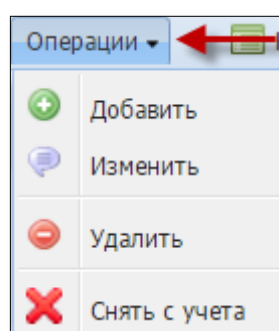 Операции
Добавить
Изменить
Удалить
Снять с учета